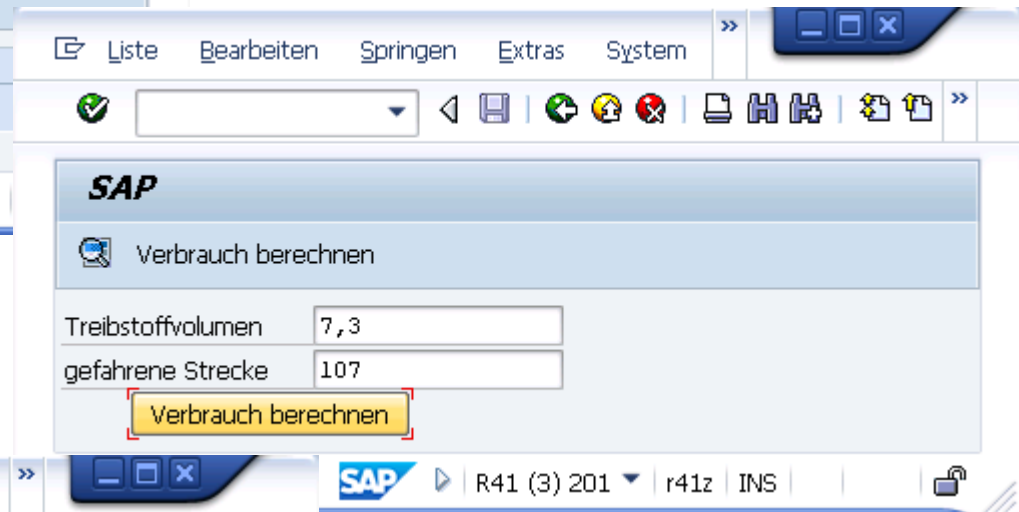 Liste Bearbeiten Springen Extras System »
»
SAP
Verbrauch berechnen
Treibstoffvolumen 7,3
gefahrene Strecke 107
Verbrauch berechnen
»
SAP R41 (3) 201 r41z INS